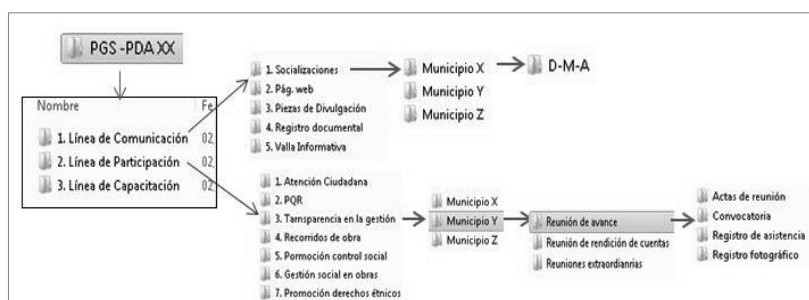 PGS -PDA XX
Nombre
Fe
1. Línea de Comunicación
02,
2. Línea de Participación
02,
3. Línea de Capacitación
02,
1. Socializaciones
2. Pág. web
3. Piezas de Divulgación
4. Registro documental
5. Valla Informativa
Municipio X
Municipio Y
Municipio Z
D-M-A
1. Atención Ciudadana
2. PQR
3. Tarnsparencia en la gestión
4. Recorridos de obra
5. Pormoción control social
6. Gestión social en obras
7. Promoción derechos étnicos
Municipio X
Municipio Y
Municipio Z
Reunión de avance
Reunión de rendición de cuentas
Reuniones extraordianrias
Actas de reunión
Convocatoria
Registro de asistencia
Registro fotográfico